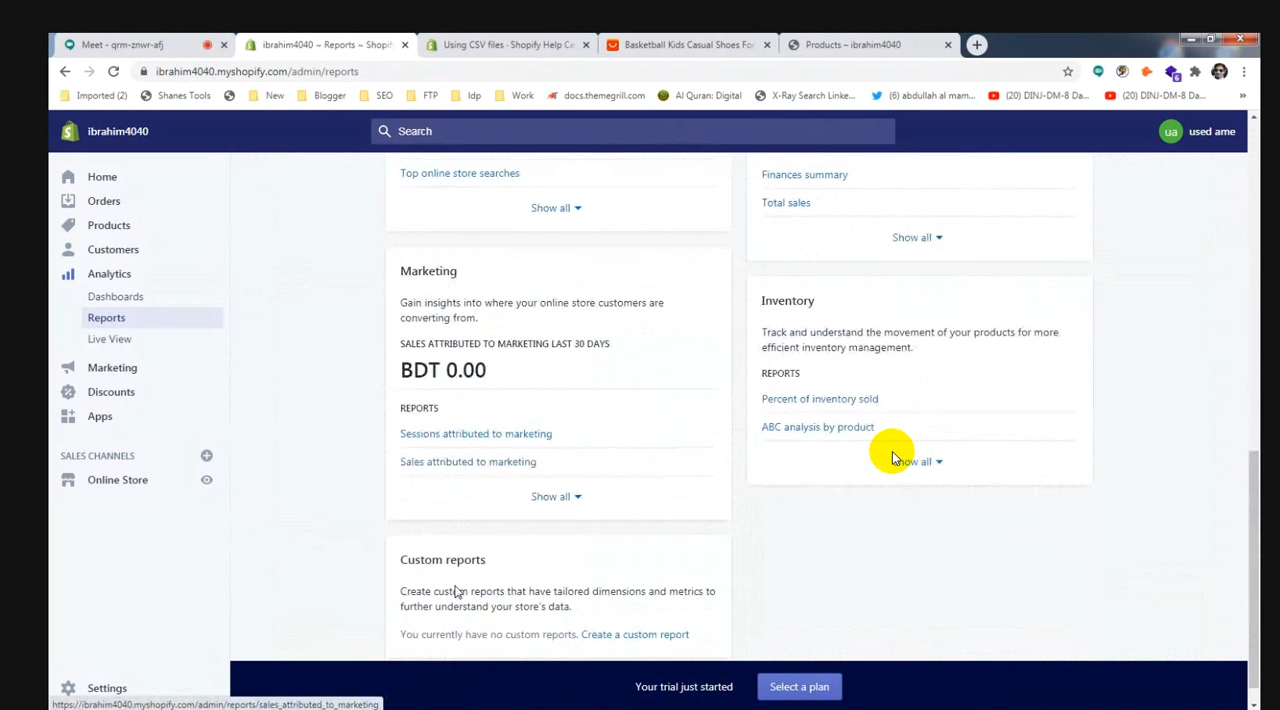 Meet - qrm-znwr-afj
ibrahim4040 ~ Reports ~ Shopif
Using CSV files · Shopify Help Ce
Basketball Kids Casual Shoes For
Products ~ ibrahim4040
ibrahim4040.myshopify.com/admin/reports
Imported (2)
Shanes Tools
New
Blogger
SEO
FTP
Idp
Work
docs.themegrill.com
Al Quran: Digital
X-Ray Search Linke...
(6) abdullah al mam...
(20) DINJ-DM-8 Da...
(20) DINJ-DM-8 Da...
ibrahim4040
Search
ua
used ame
Home
Orders
Products
Customers
Analytics
Dashboards
Reports
Live View
Marketing
Discounts
Apps
SALES CHANNELS
Online Store
Settings
Top online store searches
Show all
Marketing
Gain insights into where your online store customers are
converting from.
SALES ATTRIBUTED TO MARKETING LAST 30 DAYS
BDT 0.00
REPORTS
Sessions attributed to marketing
Sales attributed to marketing
Show all
Custom reports
Create custom reports that have tailored dimensions and metrics to
further understand your store's data.
You currently have no custom reports. Create a custom report
Finances summary
Total sales
Show all
Inventory
Track and understand the movement of your products for more
efficient inventory management.
REPORTS
Percent of inventory sold
ABC analysis by product
Show all
Your trial just started
Select a plan
https://ibrahim4040.myshopify.com/admin/reports/sales_attributed_to_marketing